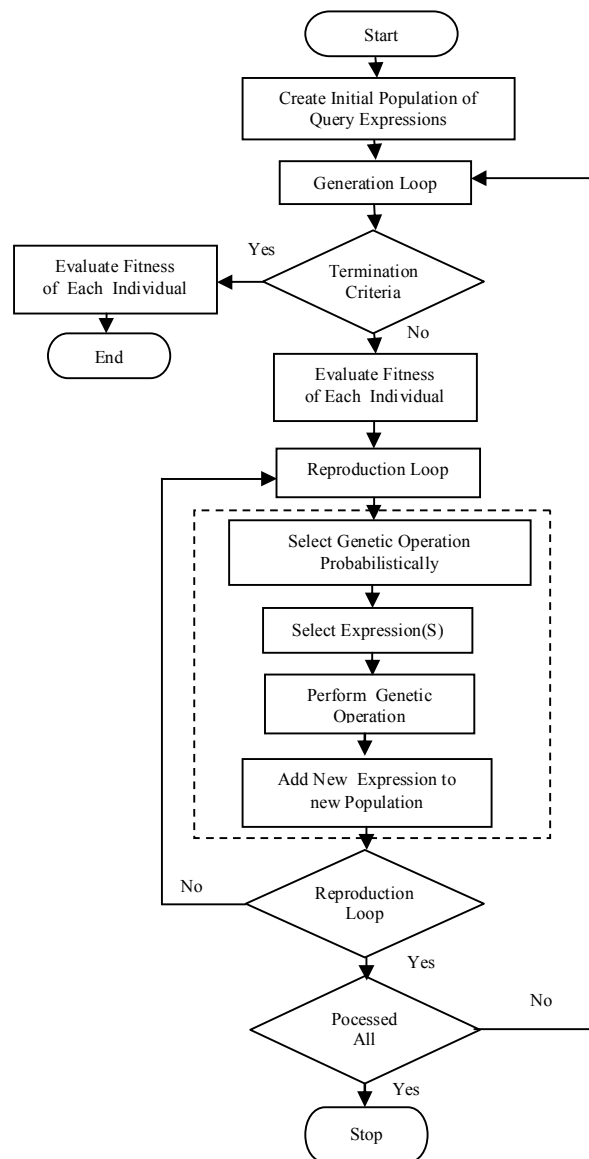 Start
Create Initial Population of
Query Expressions
Generation Loop
Yes
Evaluate Fitness
of Each Individual
Termination
Criteria
End
No
Evaluate Fitness
of Each Individual
Reproduction Loop
Select Genetic Operation
Probabilistically
Select Expression(S)
Perform Genetic
Operation
Add New Expression to
new Population
No
Reproduction
Loop
Yes
No
Pocessed
All
Yes
Stop